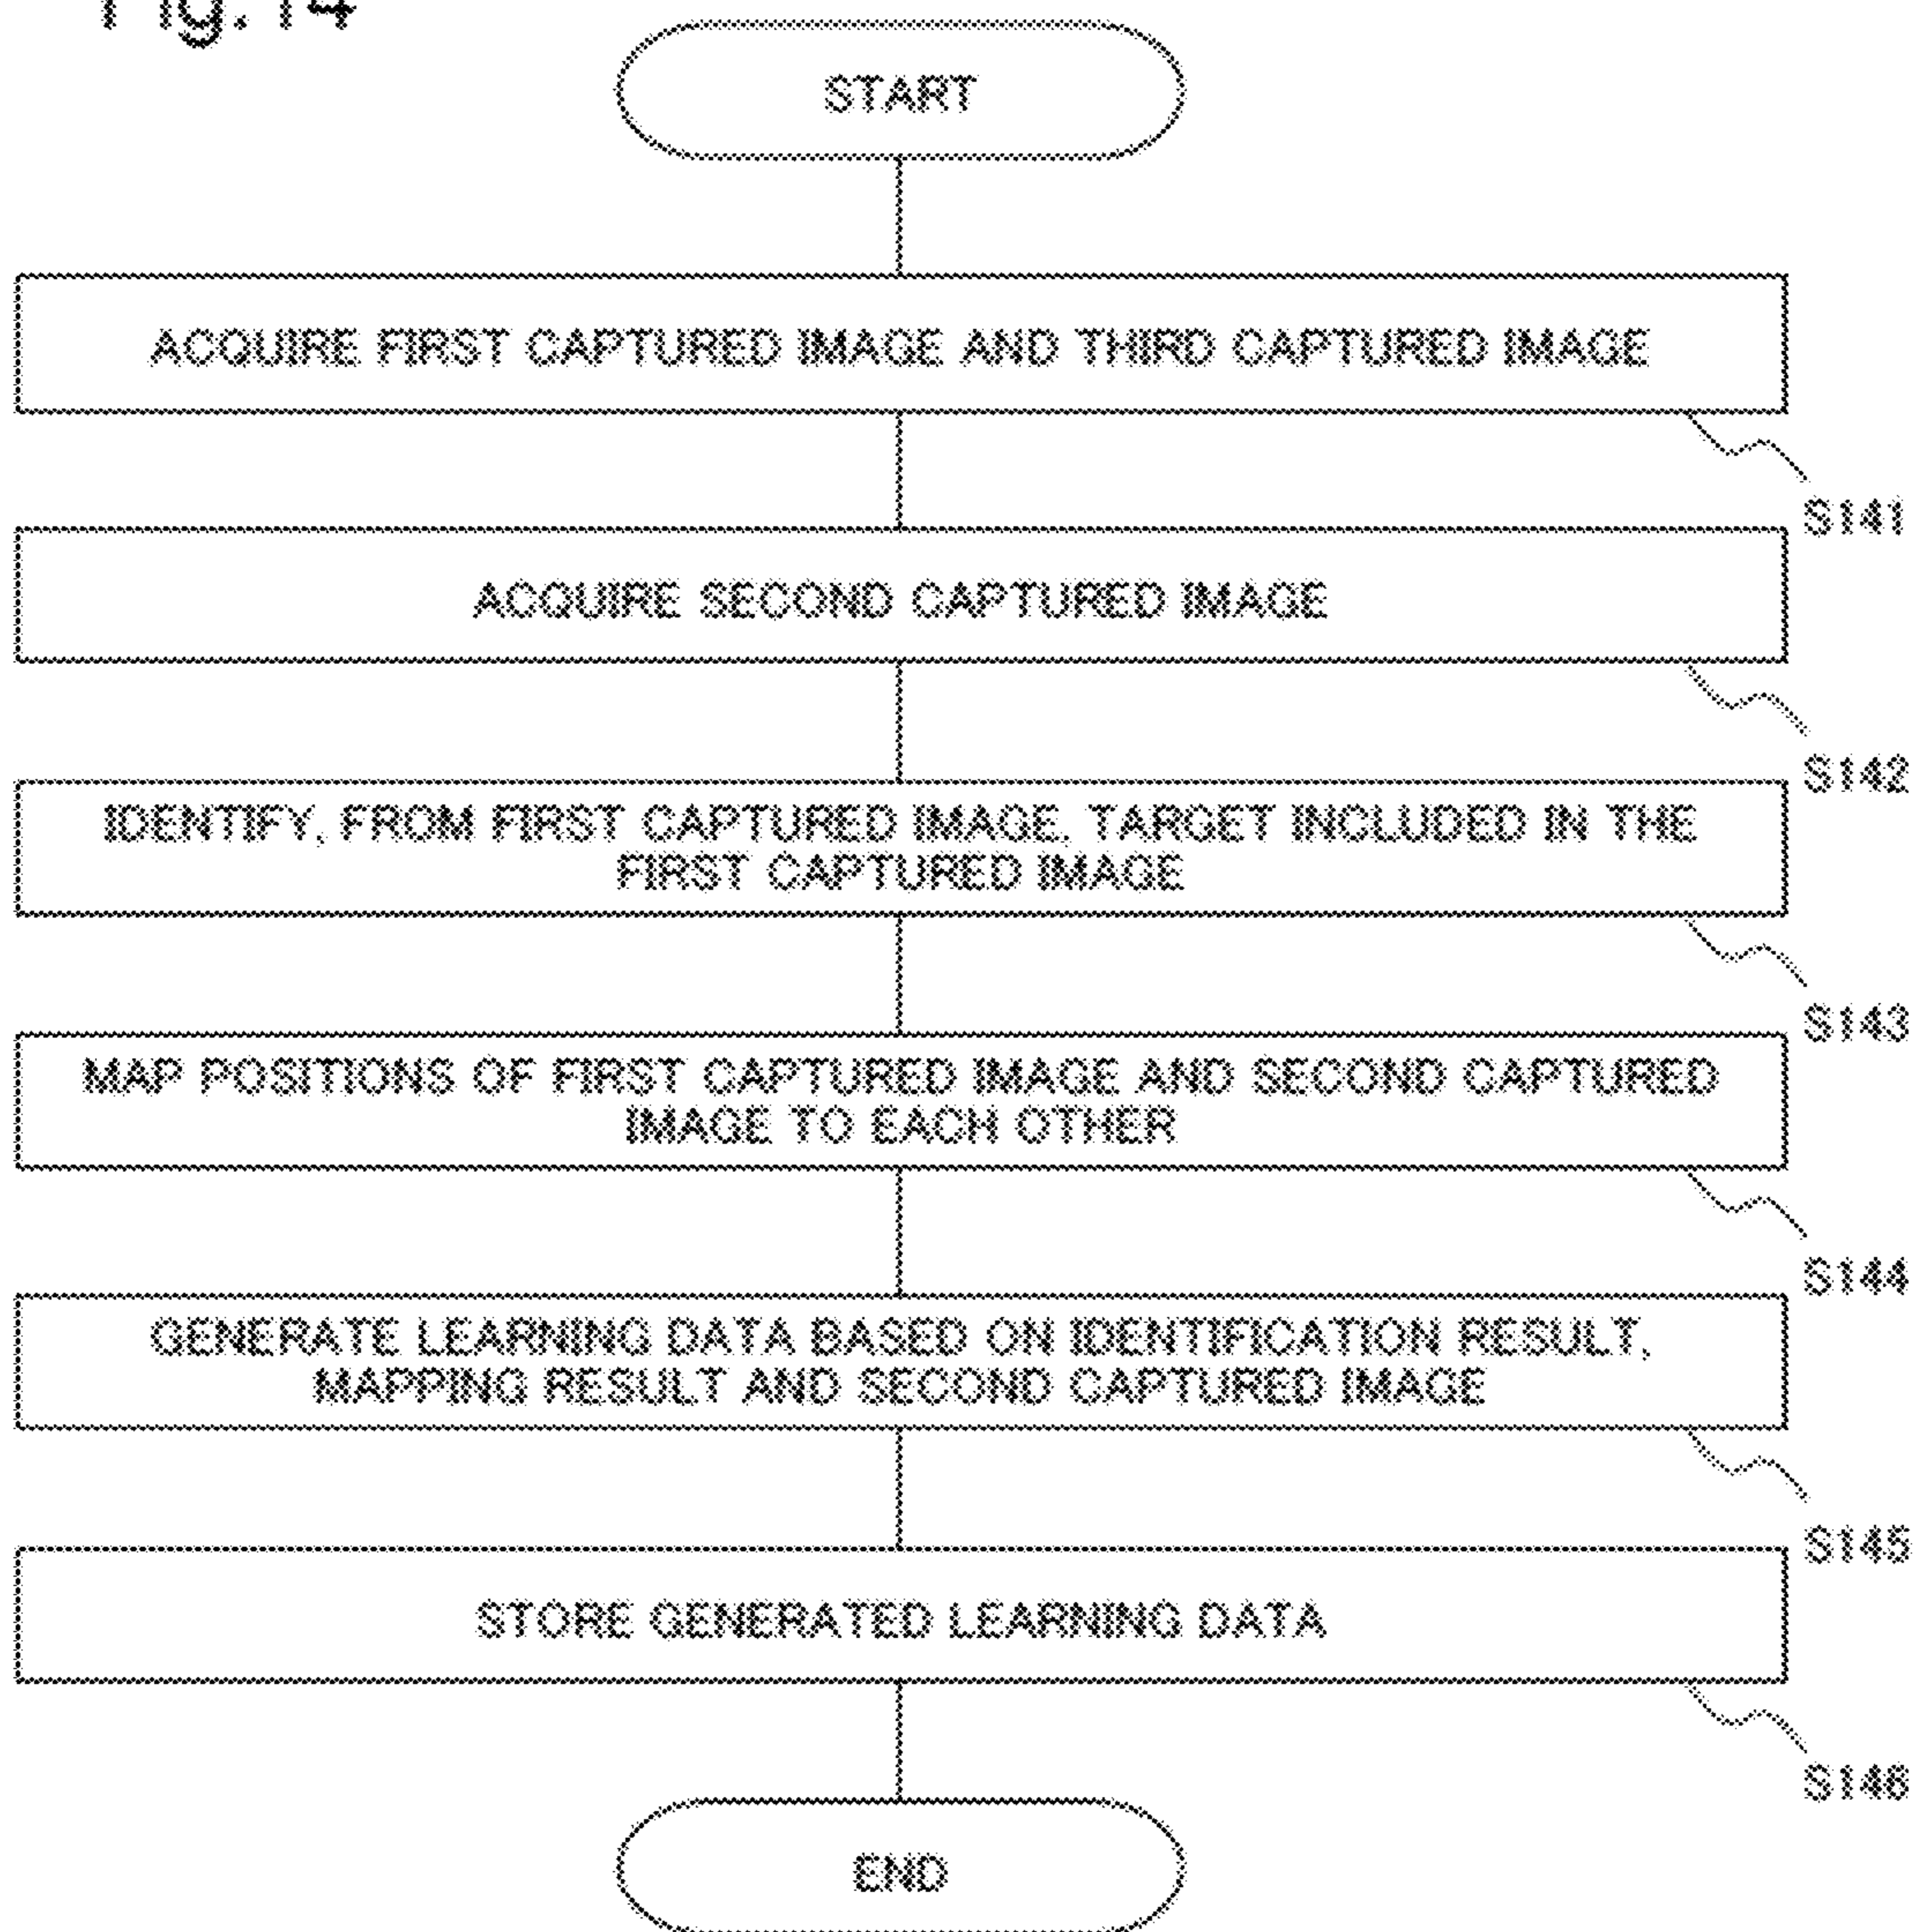 Fig.14
START
ACQUIRE FIRST CAPTURED IMAGE AND THIRD CAPTURED IMAGE
S141
ACQUIRE SECOND CAPTURED IMAGE
S142
IDENTIFY, FROM FIRST CAPTURED IMAGE, TARGET INCLUDED IN THE
FIRST CAPTURED IMAGE
S143
MAP POSITIONS OF FIRST CAPTURED IMAGE AND SECOND CAPTURED
IMAGE TO EACH OTHER
S144
GENERATE LEARNING DATA BASED ON IDENTIFICATION RESULT,
MAPPING RESULT AND SECOND CAPTURED IMAGE
S145
STORE GENERATED LEARNING DATA
S146
END